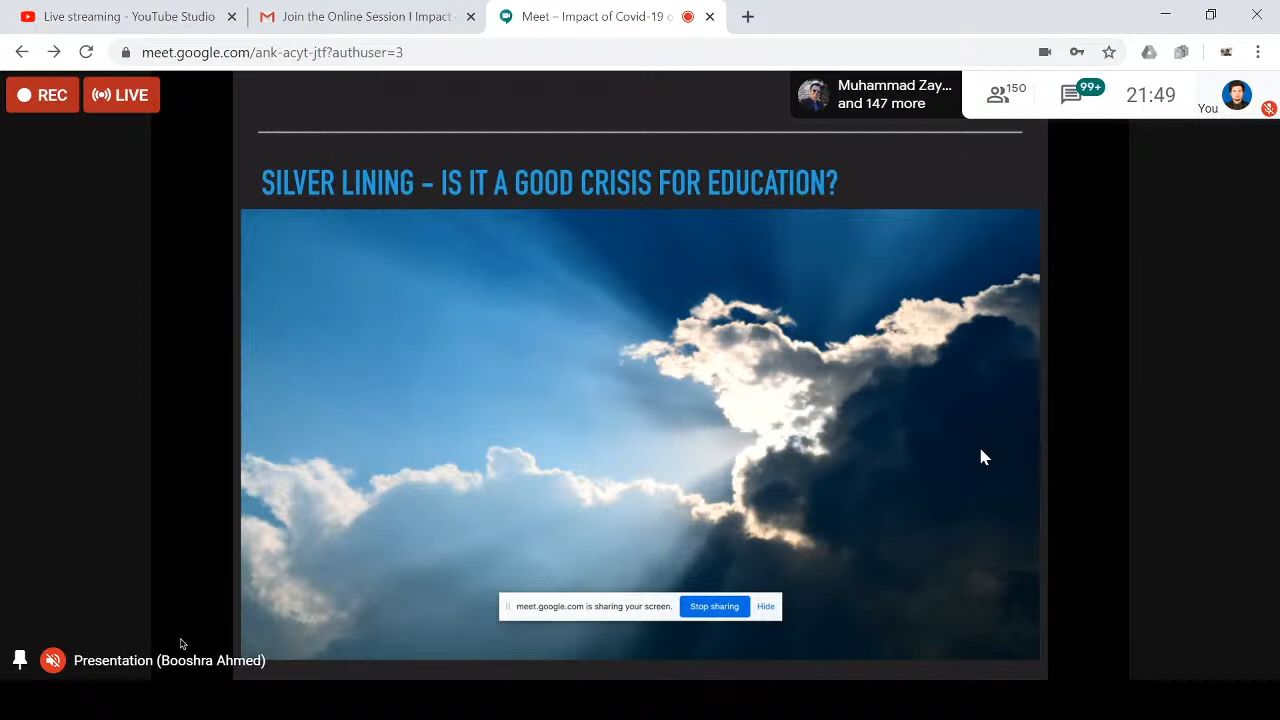 Live streaming - YouTube Studio
Join the Online Session I Impact
Meet – Impact of Covid-19 o
meet.google.com/ank-acyt-jtf?authuser=3
REC
LIVE
Muhammad Zay...
and 147 more
150
99+
21:49
You
SILVER LINING - IS IT A GOOD CRISIS FOR EDUCATION?
meet.google.com is sharing your screen.
Stop sharing
Hide
Presentation (Booshra Ahmed)